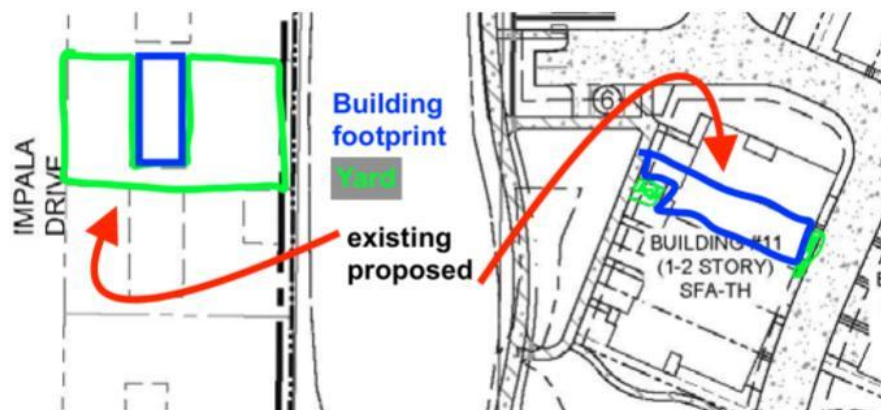 IMPALA
DRIVE
Building
footprint
Yard
existing
proposed
6
BUILDING #11
(1-2 STORY)
SFA-TH